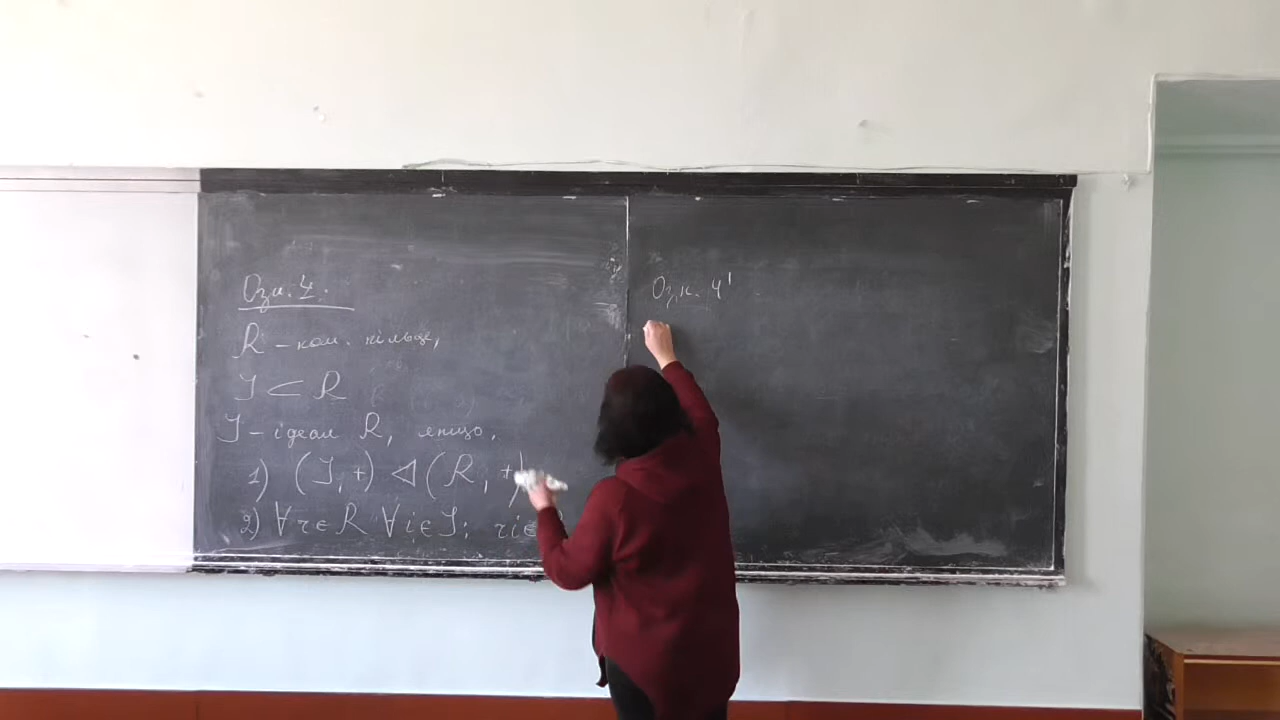 Озн. 4.
R – ком. кільце,
I ⊂ R
I – ідеал R, якщо,
1) (I, +) ◁ (R, +)
2) ∀ r ∈ R ∀ i ∈ I: ri ∈
Озн. 4'